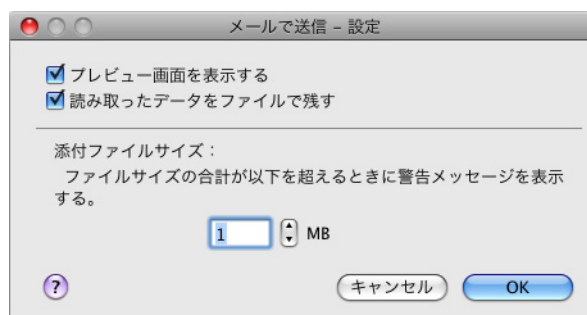 メールで送信 – 設定
プレビュー画面を表示する
読み取ったデータをファイルで残す
添付ファイルサイズ：
ファイルサイズの合計が以下を超えるときに警告メッセージを表示
する。
1 MB
? キャンセル OK